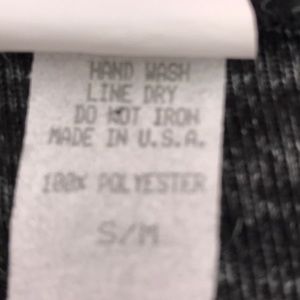 HAND WASH
LINE DRY
DO NOT IRON
MADE IN U.S.A.
100% POLYESTER
S/M